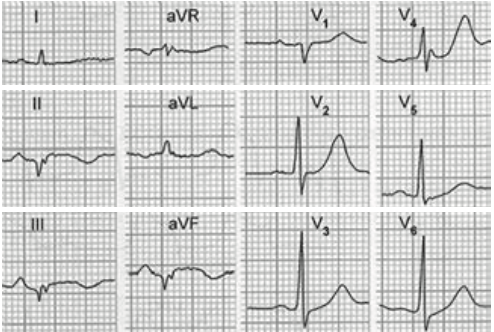 I aVR V₁ V₄
II aVL V₂ V₅
III aVF V₃ V₆